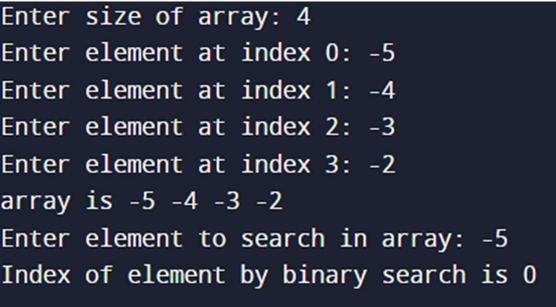 Enter size of array: 4
Enter element at index 0: -5
Enter element at index 1: -4
Enter element at index 2: -3
Enter element at index 3: -2
array is -5 -4 -3 -2
Enter element to search in array: -5
Index of element by binary search is 0